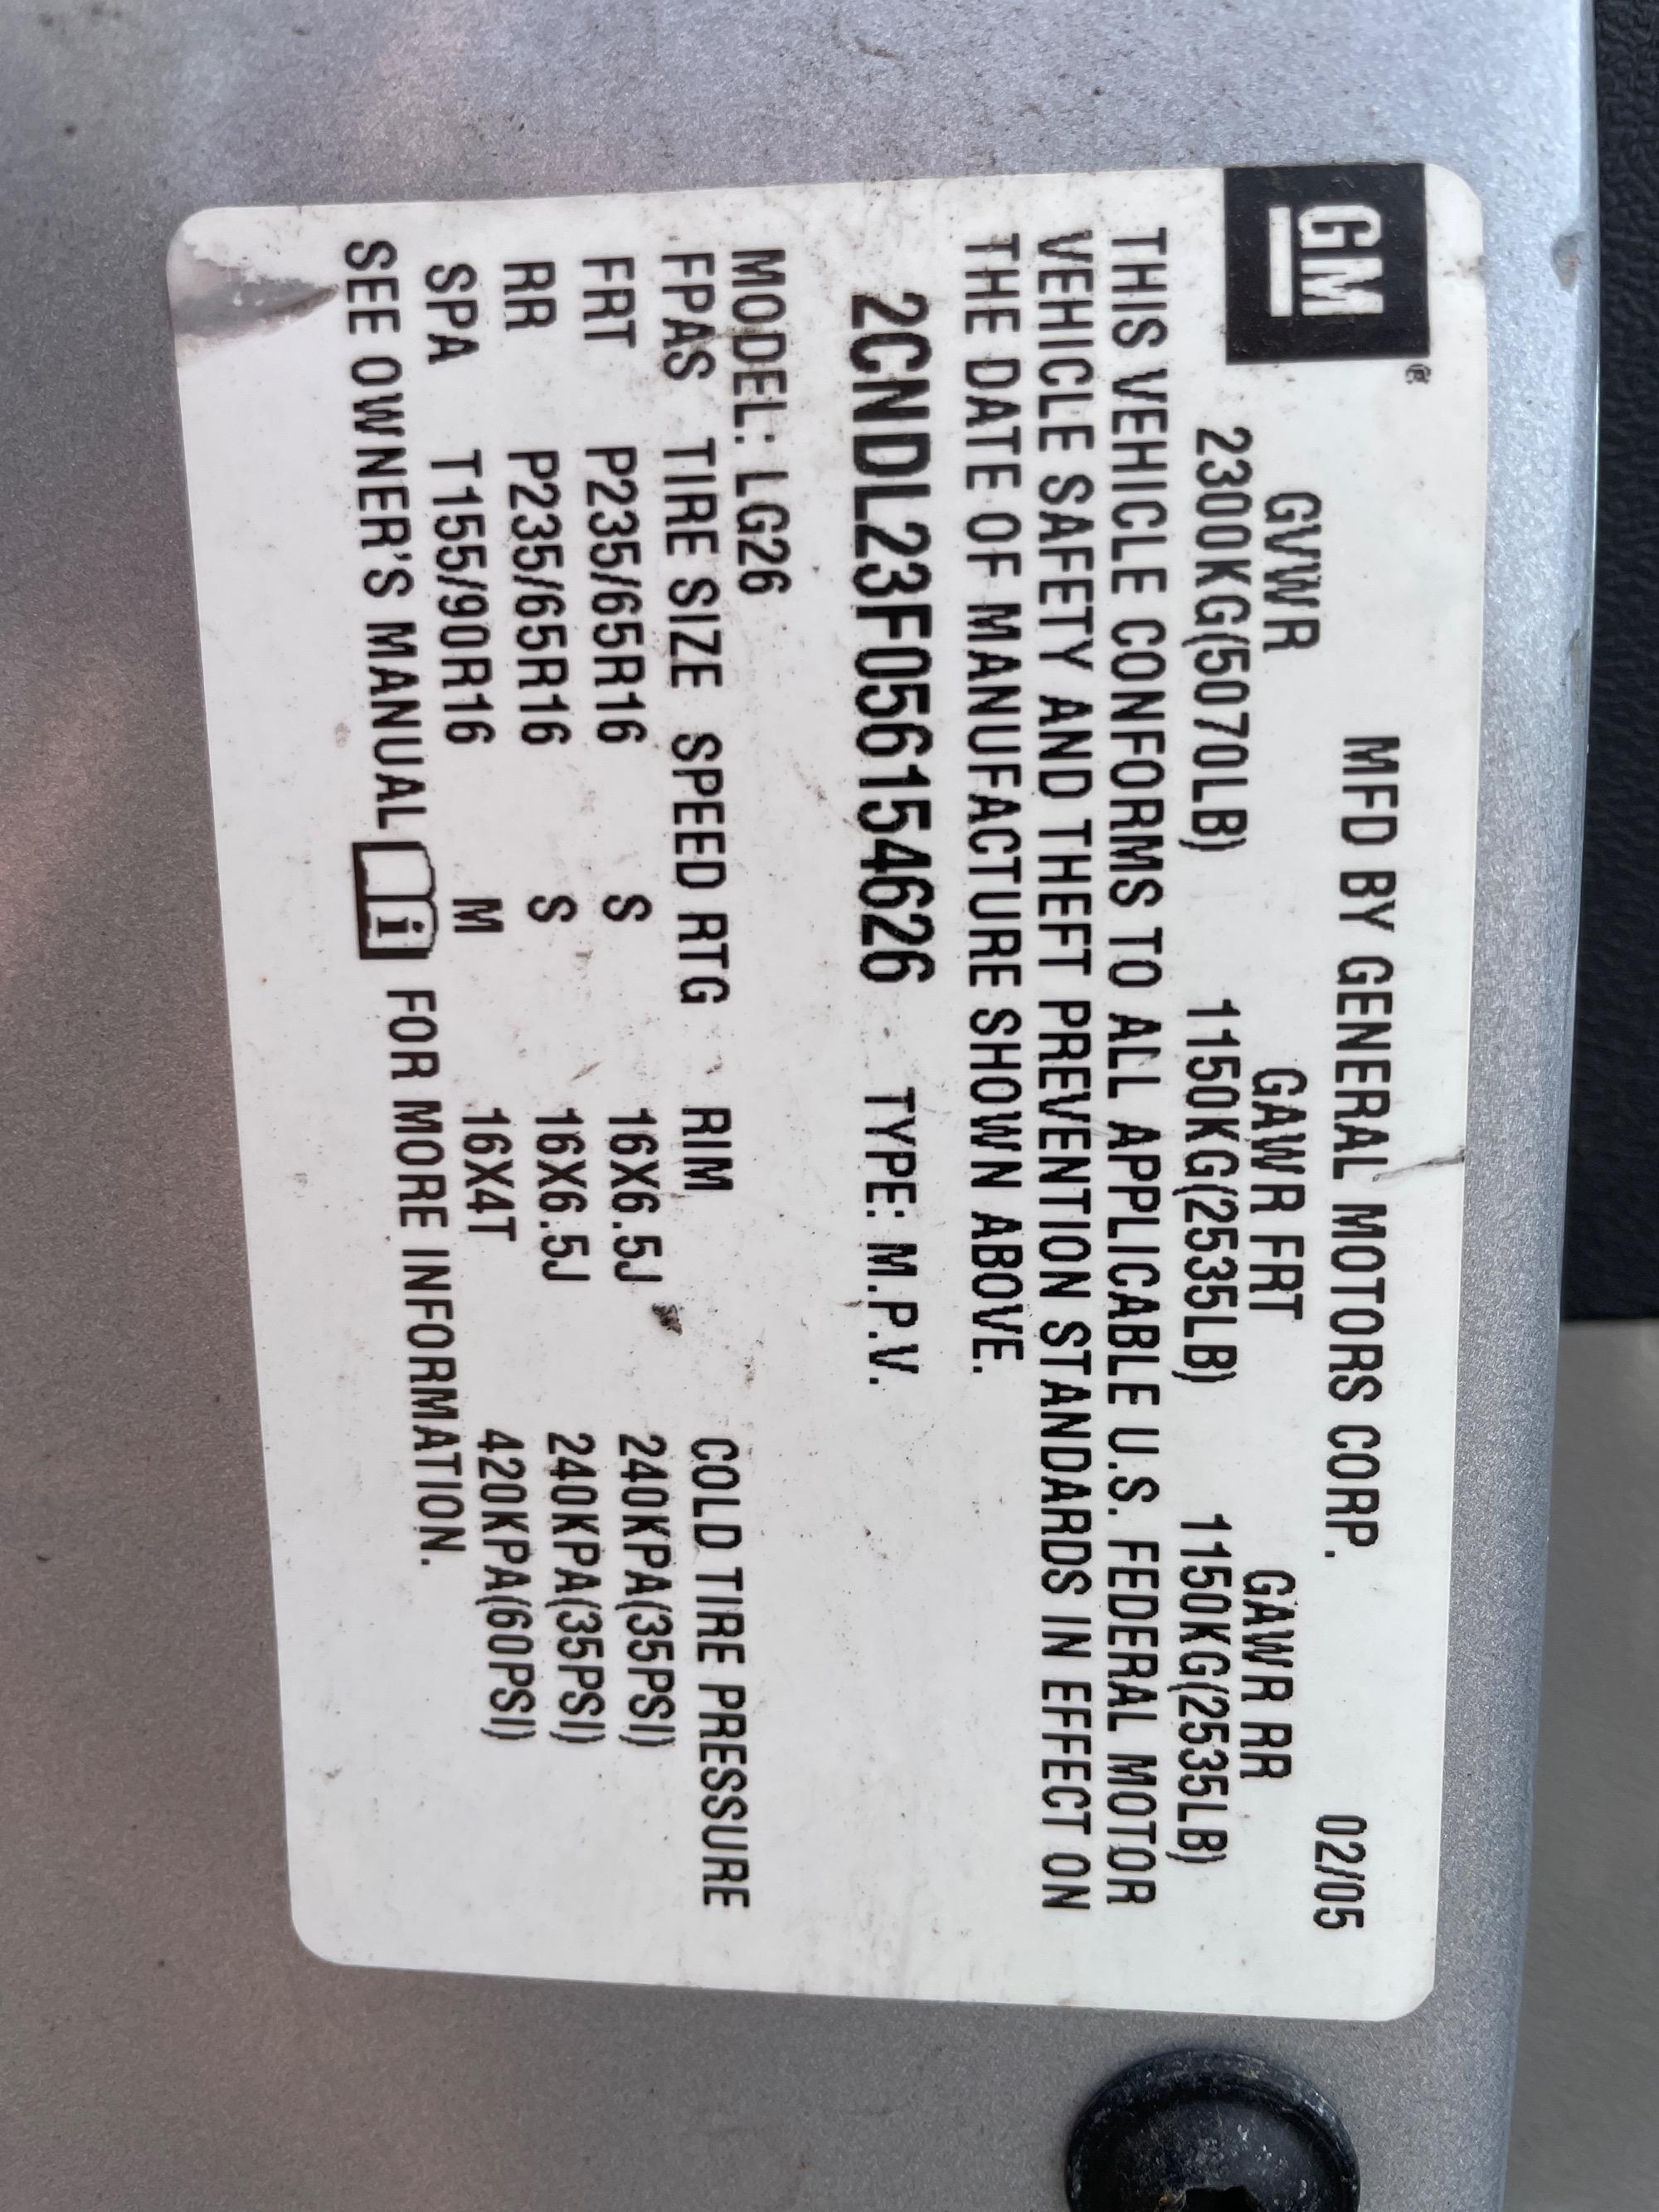 GM®
MFD BY GENERAL MOTORS CORP. 02/05
GVWR GAWR FRT GAWR RR
2300KG(5070LB) 1150KG(2535LB) 1150KG(2535LB)
THIS VEHICLE CONFORMS TO ALL APPLICABLE U.S. FEDERAL MOTOR
VEHICLE SAFETY AND THEFT PREVENTION STANDARDS IN EFFECT ON
THE DATE OF MANUFACTURE SHOWN ABOVE.
2CNDL23F056154626 TYPE: M.P.V.
MODEL: LG26
FPAS TIRE SIZE SPEED RTG RIM COLD TIRE PRESSURE
FRT P235/65R16 S 16X6.5J 240KPA(35PSI)
RR P235/65R16 S 16X6.5J 240KPA(35PSI)
SPA T155/90R16 M 16X4T 420KPA(60PSI)
SEE OWNER'S MANUAL i FOR MORE INFORMATION.